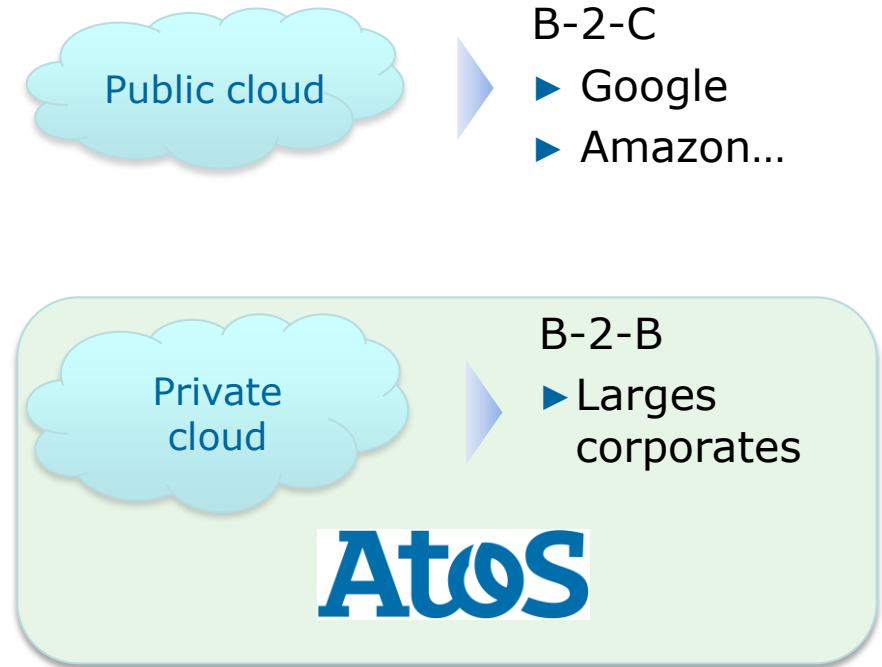 Public cloud
B-2-C
► Google
► Amazon…
Private
cloud
B-2-B
►Larges
corporates
AtoS